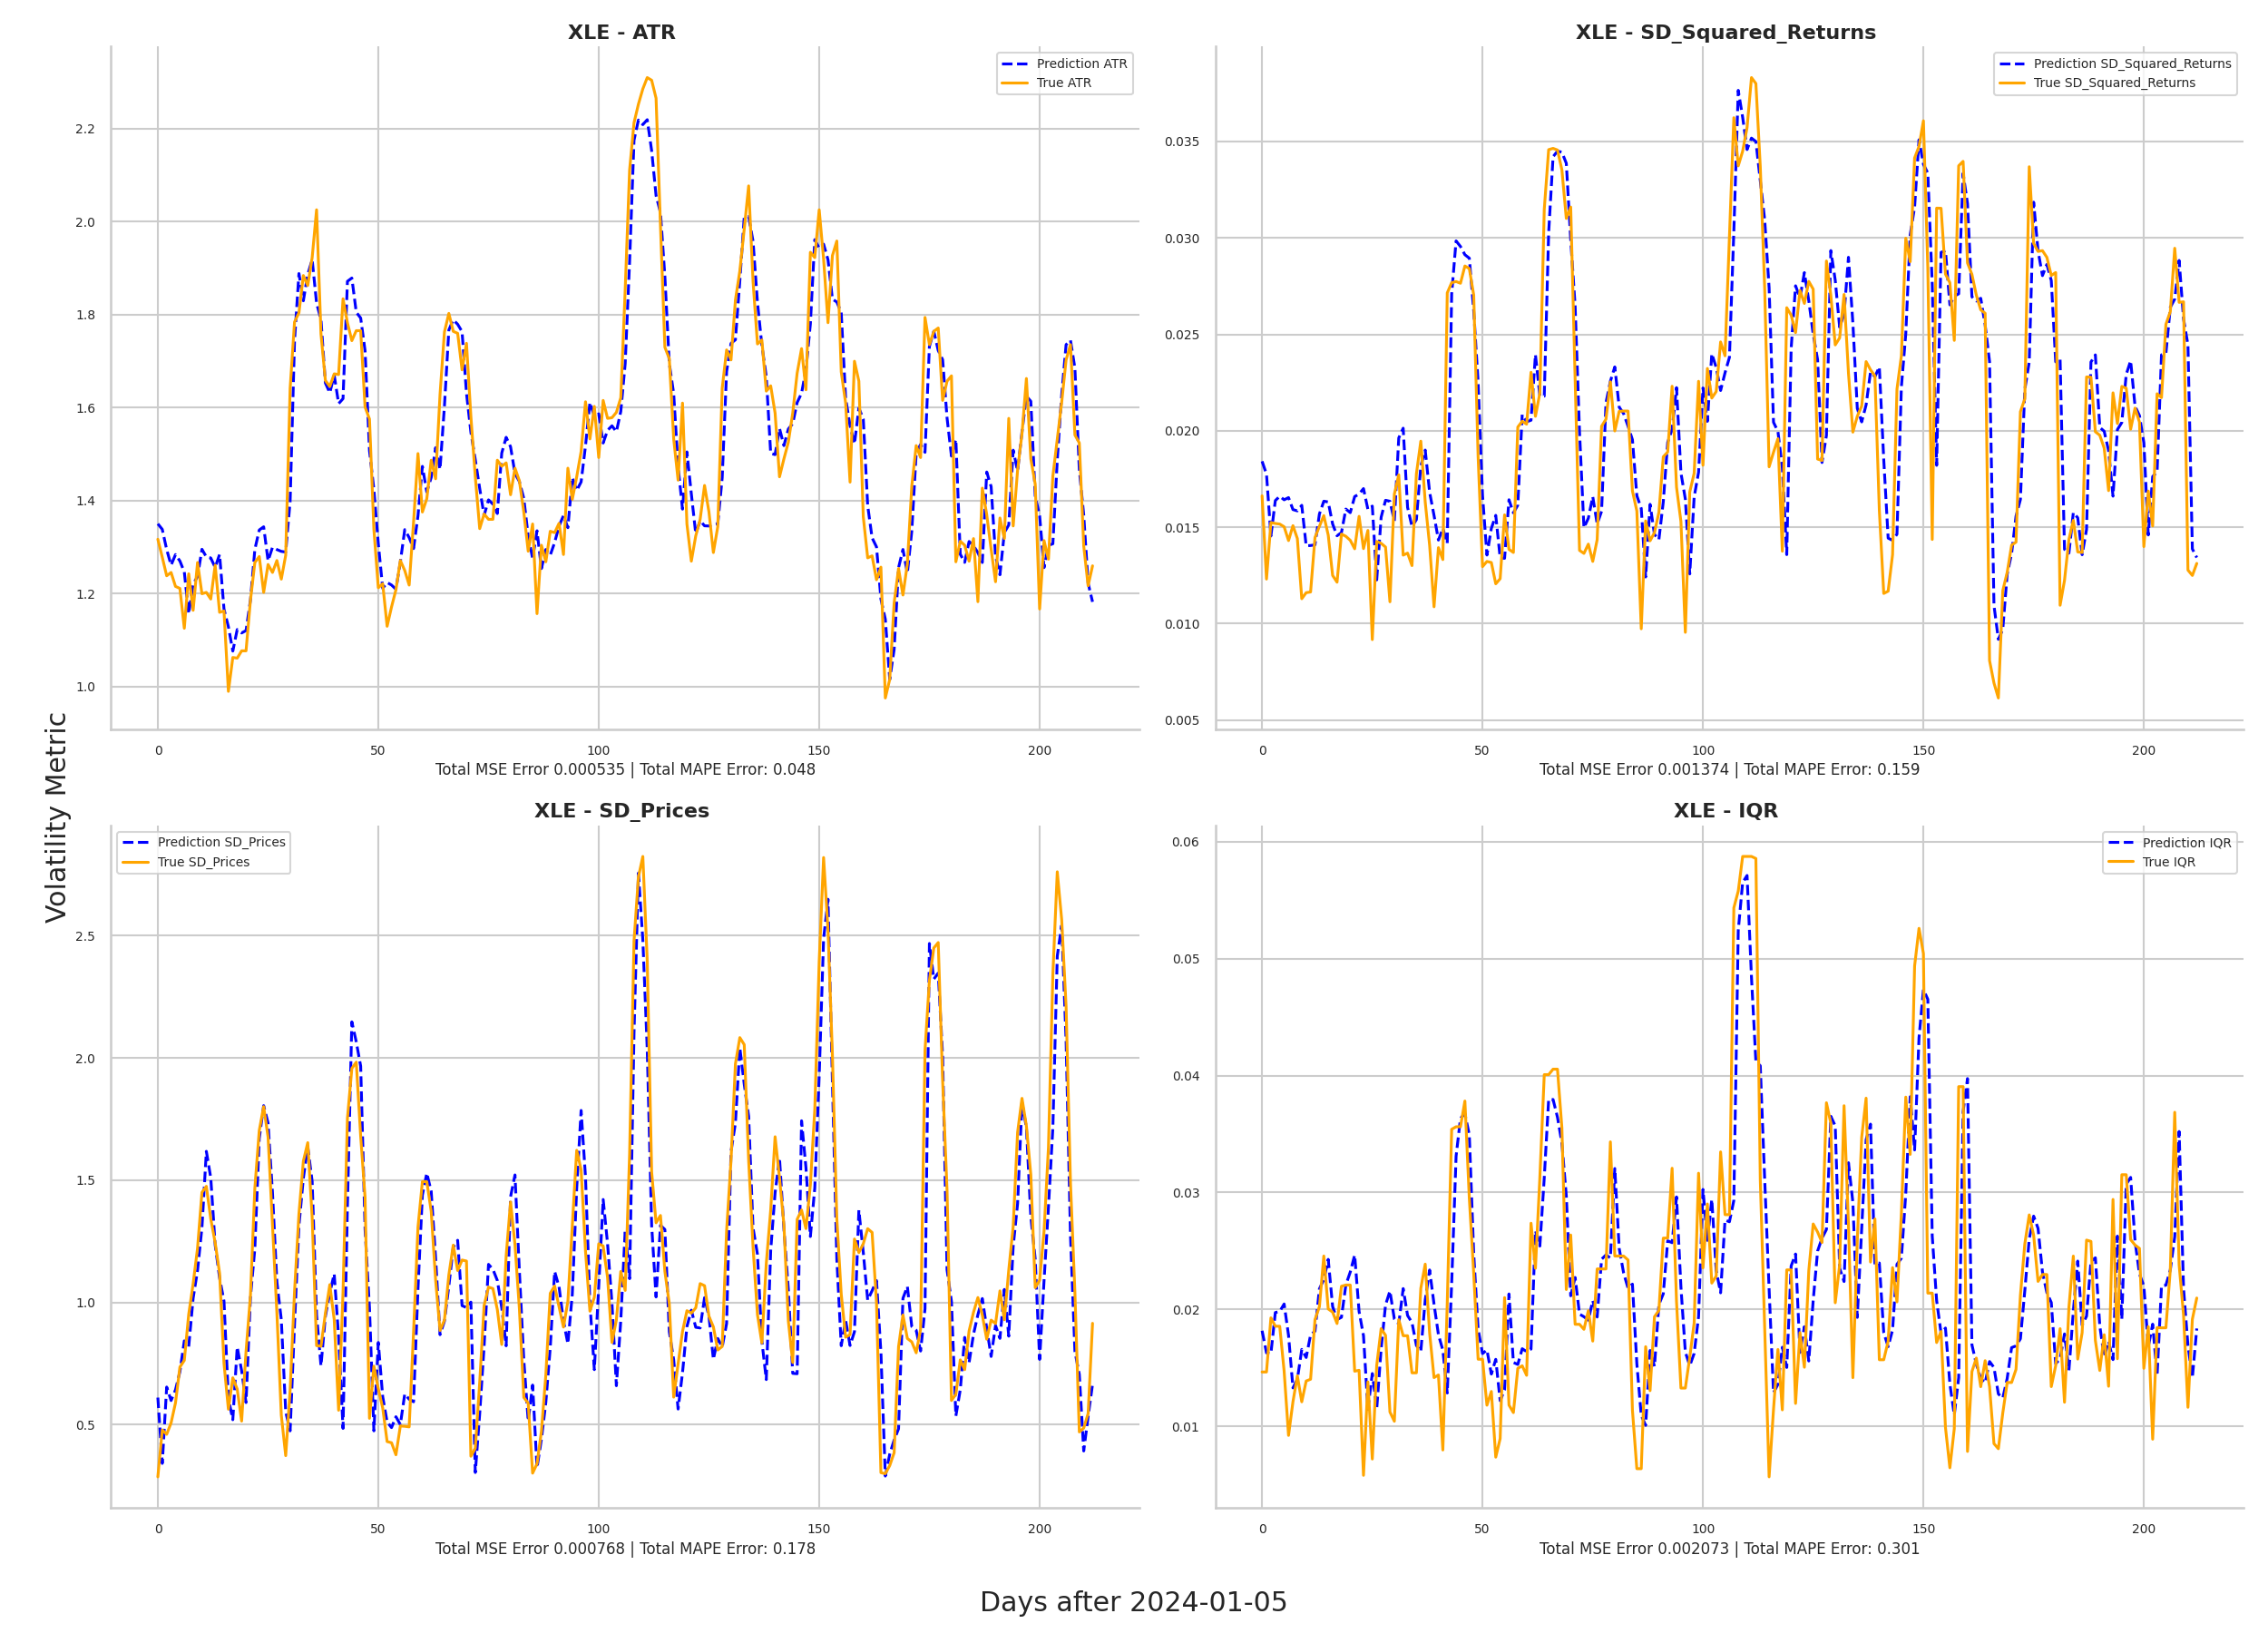 XLE - ATR
Prediction ATR
True ATR
2.2
2.0
1.8
1.6
1.4
1.2
1.0
0
50
100
150
200
Total MSE Error 0.000535 | Total MAPE Error: 0.048
XLE - SD_Squared_Returns
Prediction SD_Squared_Returns
True SD_Squared_Returns
0.035
0.030
0.025
0.020
0.015
0.010
0.005
0
50
100
150
200
Total MSE Error 0.001374 | Total MAPE Error: 0.159
Volatility Metric
XLE - SD_Prices
Prediction SD_Prices
True SD_Prices
2.5
2.0
1.5
1.0
0.5
0
50
100
150
200
Total MSE Error 0.000768 | Total MAPE Error: 0.178
XLE - IQR
Prediction IQR
True IQR
0.06
0.05
0.04
0.03
0.02
0.01
0
50
100
150
200
Total MSE Error 0.002073 | Total MAPE Error: 0.301
Days after 2024-01-05